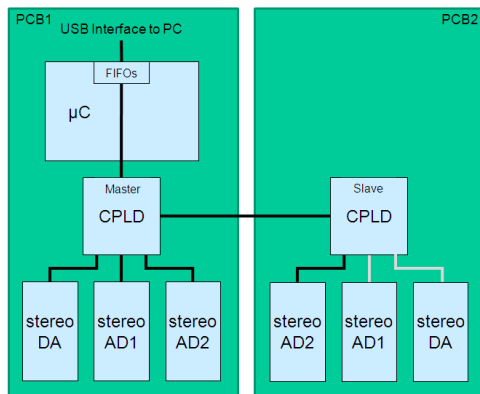 PCB1
PCB2
USB Interface to PC
FIFOs
µC
Master
CPLD
Slave
CPLD
stereo
DA
stereo
AD1
stereo
AD2
stereo
AD2
stereo
AD1
stereo
DA